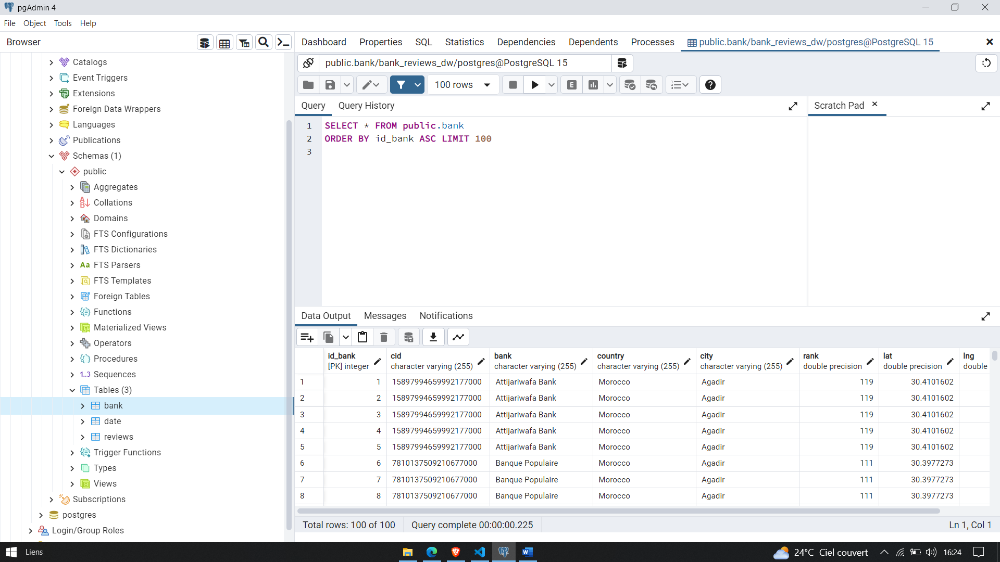 pgAdmin 4
File Object Tools Help
Browser
Dashboard Properties SQL Statistics Dependencies Dependents Processes public.bank/bank_reviews_dw/postgres@PostgreSQL 15
Catalogs
Event Triggers
Extensions
Foreign Data Wrappers
Languages
Publications
Schemas (1)
public
Aggregates
Collations
Domains
FTS Configurations
FTS Dictionaries
Aa FTS Parsers
FTS Templates
Foreign Tables
Functions
Materialized Views
Operators
Procedures
1..3 Sequences
Tables (3)
bank
date
reviews
Trigger Functions
Types
Views
Subscriptions
postgres
Login/Group Roles
public.bank/bank_reviews_dw/postgres@PostgreSQL 15
100 rows E
Query Query History
Scratch Pad
1 SELECT * FROM public.bank
2 ORDER BY id_bank ASC LIMIT 100
3
Data Output Messages Notifications
id_bank cid bank country city rank lat lng
[PK] integer character varying (255) character varying (255) character varying (255) character varying (255) double precision double precision double
1 1 15897994659992177000 Attijariwafa Bank Morocco Agadir 119 30.4101602
2 2 15897994659992177000 Attijariwafa Bank Morocco Agadir 119 30.4101602
3 3 15897994659992177000 Attijariwafa Bank Morocco Agadir 119 30.4101602
4 4 15897994659992177000 Attijariwafa Bank Morocco Agadir 119 30.4101602
5 5 15897994659992177000 Attijariwafa Bank Morocco Agadir 119 30.4101602
6 6 7810137509210677000 Banque Populaire Morocco Agadir 111 30.3977273
7 7 7810137509210677000 Banque Populaire Morocco Agadir 111 30.3977273
8 8 7810137509210677000 Banque Populaire Morocco Agadir 111 30.3977273
Total rows: 100 of 100 Query complete 00:00:00.225 Ln 1, Col 1
Liens 24°C Ciel couvert 16:24